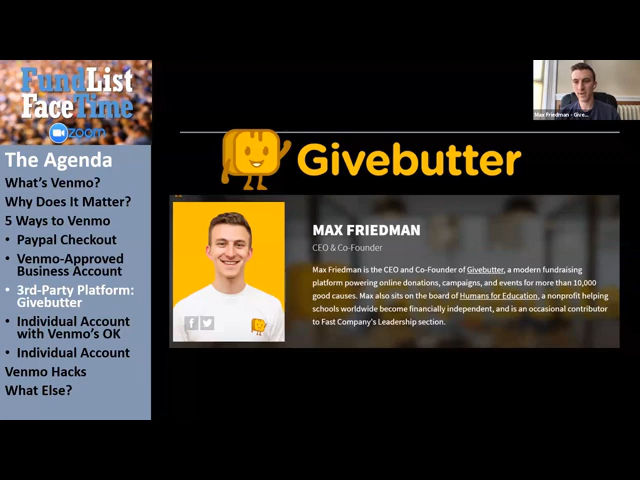 FundList
FaceTime
zoom
The Agenda
What's Venmo?
Why Does It Matter?
5 Ways to Venmo
• Paypal Checkout
• Venmo-Approved
Business Account
• 3rd-Party Platform:
Givebutter
• Individual Account
with Venmo's OK
• Individual Account
Venmo Hacks
What Else?
Max Friedman - Give...
Givebutter
MAX FRIEDMAN
CEO & Co-Founder
Max Friedman is the CEO and Co-Founder of Givebutter, a modern fundraising
platform powering online donations, campaigns, and events for more than 10,000
good causes. Max also sits on the board of Humans for Education, a nonprofit helping
schools worldwide become financially independent, and is an occasional contributor
to Fast Company's Leadership section.